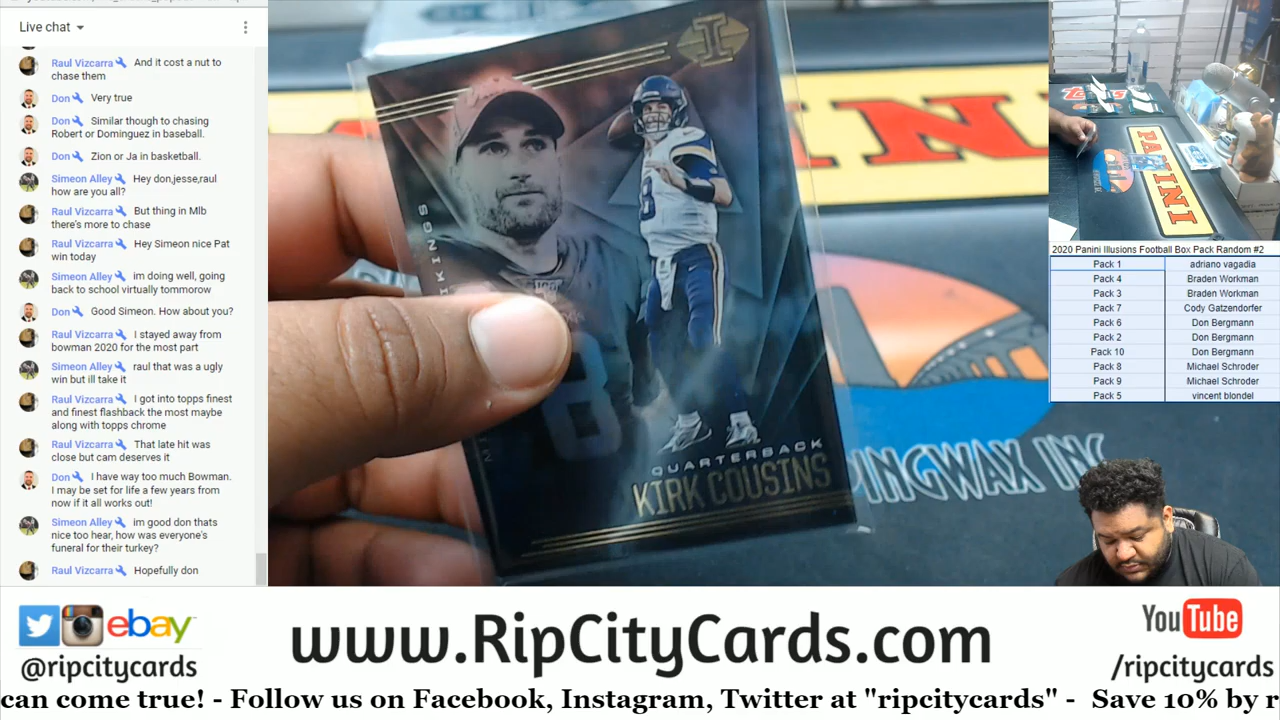 Live chat
Raul Vizcarra And it cost a nut to
chase them
Don Very true
Don Similar though to chasing
Robert or Dominguez in baseball.
Don Zion or Ja in basketball.
Simeon Alley Hey don,jesse,raul
how are you all?
Raul Vizcarra But thing in Mlb
there's more to chase
Raul Vizcarra Hey Simeon nice Pat
win today
Simeon Alley im doing well, going
back to school virtually tommorow
Don Good Simeon. How about you?
Raul Vizcarra I stayed away from
bowman 2020 for the most part
Simeon Alley raul that was a ugly
win but ill take it
Raul Vizcarra I got into topps finest
and finest flashback the most maybe
along with topps chrome
Raul Vizcarra That late hit was
close but cam deserves it
Don I have way too much Bowman.
I may be set for life a few years from
now if it all works out!
Simeon Alley im good don thats
nice too hear, how was everyone's
funeral for their turkey?
Raul Vizcarra Hopefully don
I
8
QUARTERBACK
KIRK COUSINS
PANINI
2020 Panini Illusions Football Box Pack Random #2
Pack 1 adriano vagadia
Pack 4 Braden Workman
Pack 3 Braden Workman
Pack 7 Cody Gatzendorfer
Pack 6 Don Bergmann
Pack 2 Don Bergmann
Pack 10 Don Bergmann
Pack 8 Michael Schroder
Pack 9 Michael Schroder
Pack 5 vincent blondel
ebay
@ripcitycards
www.RipCityCards.com
YouTube
/ripcitycards
can come true! - Follow us on Facebook, Instagram, Twitter at "ripcitycards" - Save 10% by r